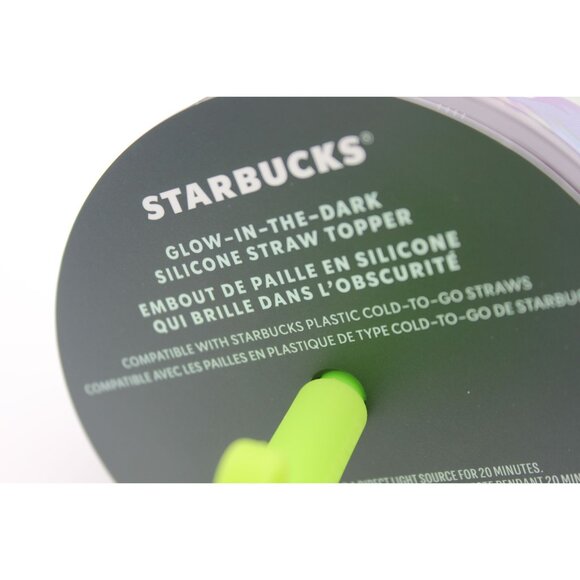 STARBUCKS®
GLOW-IN-THE-DARK
SILICONE STRAW TOPPER
EMBOUT DE PAILLE EN SILICONE
QUI BRILLE DANS L'OBSCURITÉ
COMPATIBLE WITH STARBUCKS PLASTIC COLD-TO-GO STRAWS
COMPATIBLE AVEC LES PAILLES EN PLASTIQUE DE TYPE COLD-TO-GO DE STARBU
DIRECT LIGHT SOURCE FOR 20 MINUTES.
PENDANT 20 MIN